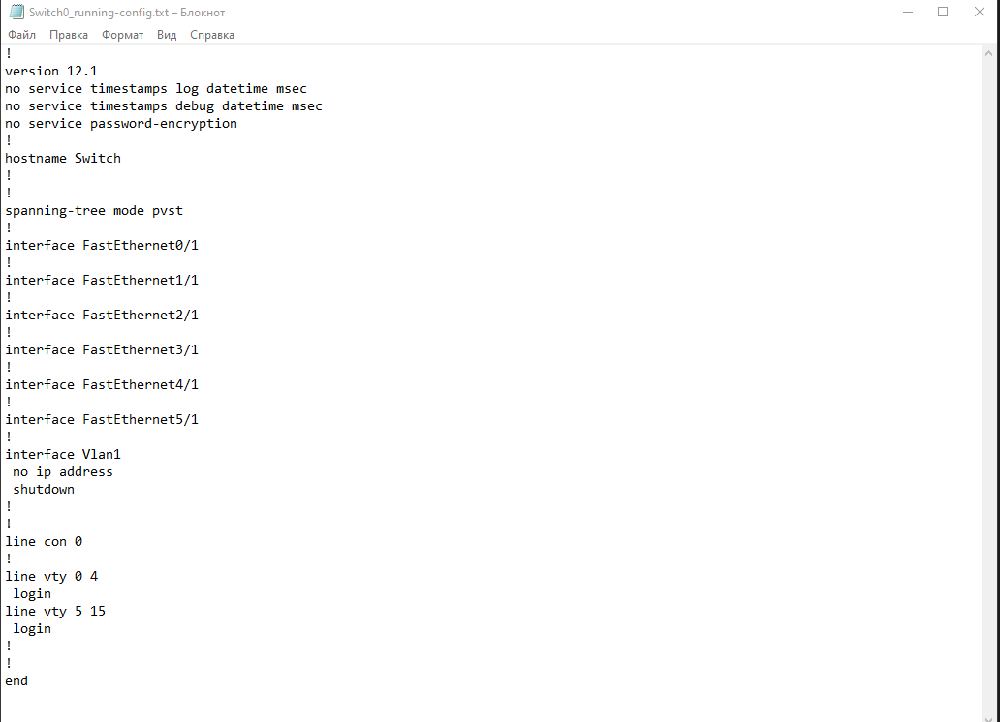 Switch0_running-config.txt – Блокнот
Файл Правка Формат Вид Справка
!
version 12.1
no service timestamps log datetime msec
no service timestamps debug datetime msec
no service password-encryption
!
hostname Switch
!
!
spanning-tree mode pvst
!
interface FastEthernet0/1
!
interface FastEthernet1/1
!
interface FastEthernet2/1
!
interface FastEthernet3/1
!
interface FastEthernet4/1
!
interface FastEthernet5/1
!
interface Vlan1
 no ip address
 shutdown
!
!
line con 0
!
line vty 0 4
 login
line vty 5 15
 login
!
!
end